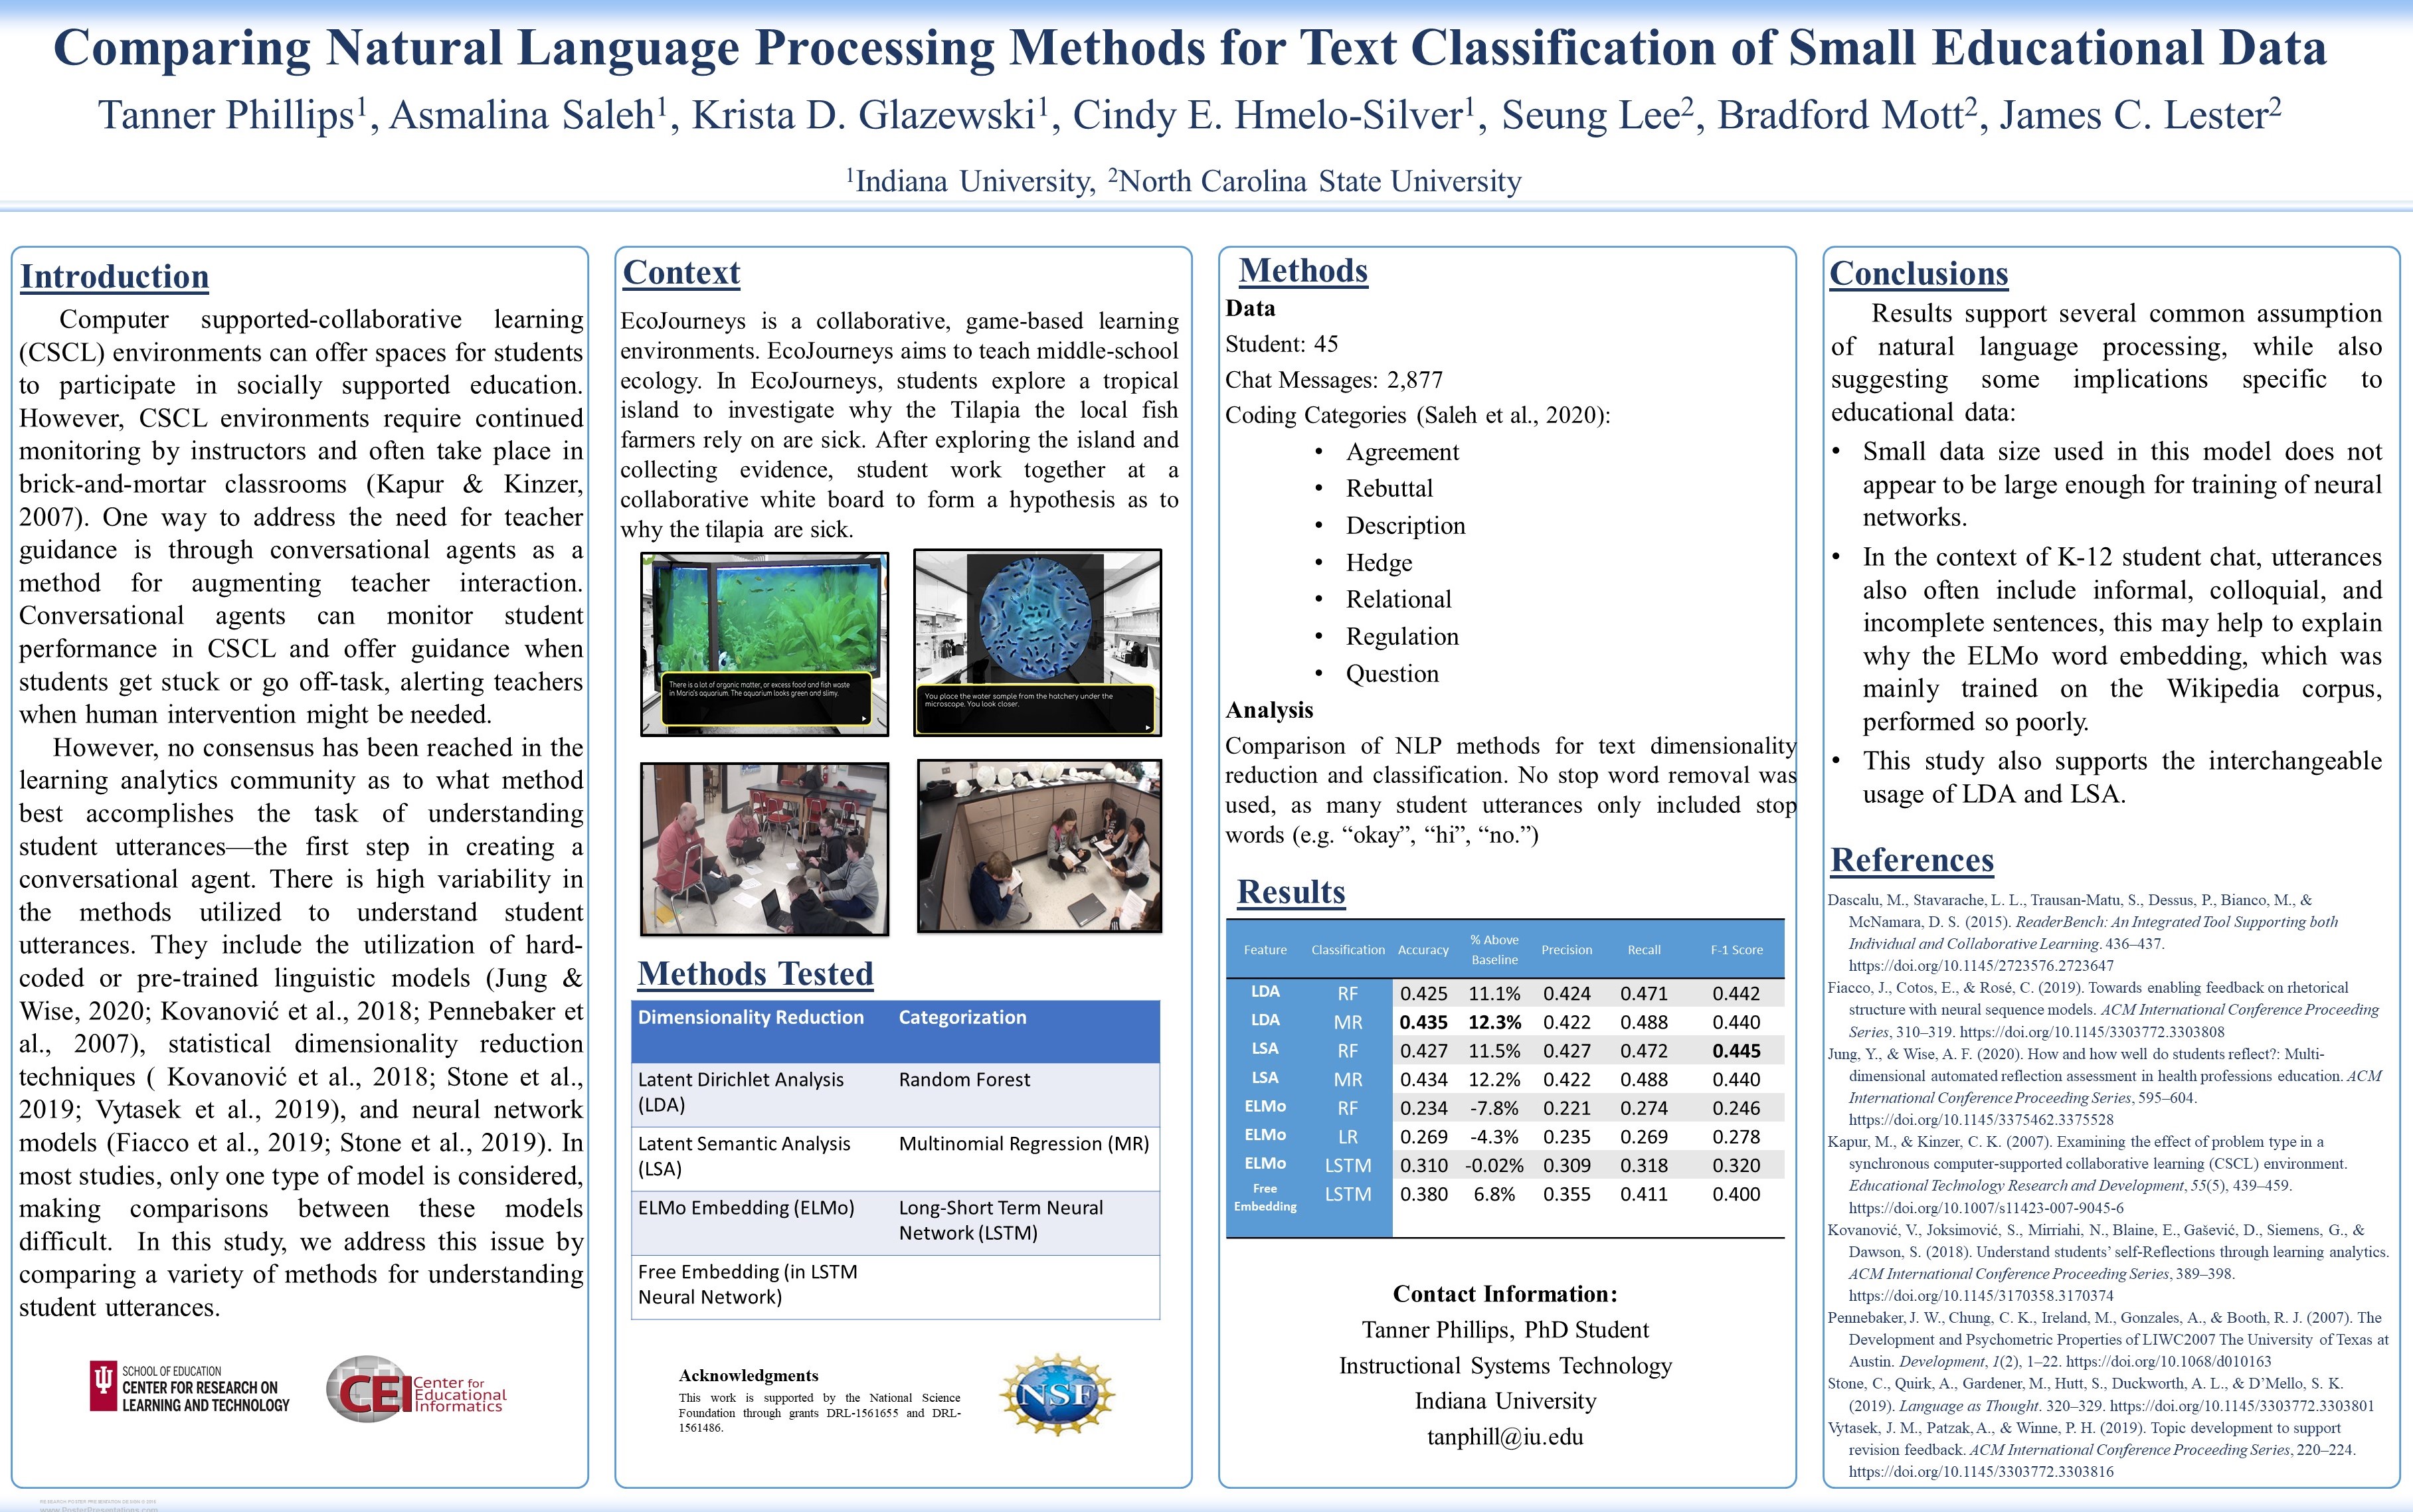 Comparing Natural Language Processing Methods for Text Classification of Small Educational Data
Tanner Phillips1, Asmalina Saleh1, Krista D. Glazewski1, Cindy E. Hmelo-Silver1, Seung Lee2, Bradford Mott2, James C. Lester2
1Indiana University, 2North Carolina State University
Introduction
Computer supported-collaborative learning
(CSCL) environments can offer spaces for students
to participate in socially supported education.
However, CSCL environments require continued
monitoring by instructors and often take place in
brick-and-mortar classrooms (Kapur & Kinzer,
2007). One way to address the need for teacher
guidance is through conversational agents as a
method for augmenting teacher interaction.
Conversational agents can monitor student
performance in CSCL and offer guidance when
students get stuck or go off-task, alerting teachers
when human intervention might be needed.
However, no consensus has been reached in the
learning analytics community as to what method
best accomplishes the task of understanding
student utterances—the first step in creating a
conversational agent. There is high variability in
the methods utilized to understand student
utterances. They include the utilization of hard-
coded or pre-trained linguistic models (Jung &
Wise, 2020; Kovanović et al., 2018; Pennebaker et
al., 2007), statistical dimensionality reduction
techniques ( Kovanović et al., 2018; Stone et al.,
2019; Vytasek et al., 2019), and neural network
models (Fiacco et al., 2019; Stone et al., 2019). In
most studies, only one type of model is considered,
making comparisons between these models
difficult. In this study, we address this issue by
comparing a variety of methods for understanding
student utterances.
SCHOOL OF EDUCATION
CENTER FOR RESEARCH ON
LEARNING AND TECHNOLOGY
CEI Center for
Educational
Informatics
RESEARCH POSTER PRESENTATION DESIGN © 2019
www.PosterPresentations.com
Context
EcoJourneys is a collaborative, game-based learning
environments. EcoJourneys aims to teach middle-school
ecology. In EcoJourneys, students explore a tropical
island to investigate why the Tilapia the local fish
farmers rely on are sick. After exploring the island and
collecting evidence, student work together at a
collaborative white board to form a hypothesis as to
why the tilapia are sick.
There is a lot of organic matter, or excess food and fish waste
in Maria's aquarium. The aquarium looks green and slimy.
You place the water sample from the hatchery under the
microscope. You look closer.
Methods Tested
Dimensionality Reduction Categorization
Latent Dirichlet Analysis
(LDA)
Random Forest
Latent Semantic Analysis
(LSA)
Multinomial Regression (MR)
ELMo Embedding (ELMo)
Long-Short Term Neural
Network (LSTM)
Free Embedding (in LSTM
Neural Network)
Acknowledgments
This work is supported by the National Science
Foundation through grants DRL-1561655 and DRL-
1561486.
NSF
Methods
Data
Student: 45
Chat Messages: 2,877
Coding Categories (Saleh et al., 2020):
• Agreement
• Rebuttal
• Description
• Hedge
• Relational
• Regulation
• Question
Analysis
Comparison of NLP methods for text dimensionality
reduction and classification. No stop word removal was
used, as many student utterances only included stop
words (e.g. “okay”, “hi”, “no.”)
Results
Feature Classification Accuracy % Above Baseline Precision Recall F-1 Score
LDA RF 0.425 11.1% 0.424 0.471 0.442
LDA MR 0.435 12.3% 0.422 0.488 0.440
LSA RF 0.427 11.5% 0.427 0.472 0.445
LSA MR 0.434 12.2% 0.422 0.488 0.440
ELMo RF 0.234 -7.8% 0.221 0.274 0.246
ELMo LR 0.269 -4.3% 0.235 0.269 0.278
ELMo LSTM 0.310 -0.02% 0.309 0.318 0.320
Free Embedding LSTM 0.380 6.8% 0.355 0.411 0.400
Contact Information:
Tanner Phillips, PhD Student
Instructional Systems Technology
Indiana University
tanphill@iu.edu
Conclusions
Results support several common assumption
of natural language processing, while also
suggesting some implications specific to
educational data:
• Small data size used in this model does not
appear to be large enough for training of neural
networks.
• In the context of K-12 student chat, utterances
also often include informal, colloquial, and
incomplete sentences, this may help to explain
why the ELMo word embedding, which was
mainly trained on the Wikipedia corpus,
performed so poorly.
• This study also supports the interchangeable
usage of LDA and LSA.
References
Dascalu, M., Stavarache, L. L., Trausan-Matu, S., Dessus, P., Bianco, M., &
McNamara, D. S. (2015). ReaderBench: An Integrated Tool Supporting both
Individual and Collaborative Learning. 436–437.
https://doi.org/10.1145/2723576.2723647
Fiacco, J., Cotos, E., & Rosé, C. (2019). Towards enabling feedback on rhetorical
structure with neural sequence models. ACM International Conference Proceeding
Series, 310–319. https://doi.org/10.1145/3303772.3303808
Jung, Y., & Wise, A. F. (2020). How and how well do students reflect?: Multi-
dimensional automated reflection assessment in health professions education. ACM
International Conference Proceeding Series, 595–604.
https://doi.org/10.1145/3375462.3375528
Kapur, M., & Kinzer, C. K. (2007). Examining the effect of problem type in a
synchronous computer-supported collaborative learning (CSCL) environment.
Educational Technology Research and Development, 55(5), 439–459.
https://doi.org/10.1007/s11423-007-9045-6
Kovanović, V., Joksimović, S., Mirriahi, N., Blaine, E., Gašević, D., Siemens, G., &
Dawson, S. (2018). Understand students’ self-Reflections through learning analytics.
ACM International Conference Proceeding Series, 389–398.
https://doi.org/10.1145/3170358.3170374
Pennebaker, J. W., Chung, C. K., Ireland, M., Gonzales, A., & Booth, R. J. (2007). The
Development and Psychometric Properties of LIWC2007 The University of Texas at
Austin. Development, 1(2), 1–22. https://doi.org/10.1068/d010163
Stone, C., Quirk, A., Gardener, M., Hutt, S., Duckworth, A. L., & D’Mello, S. K.
(2019). Language as Thought. 320–329. https://doi.org/10.1145/3303772.3303801
Vytasek, J. M., Patzak, A., & Winne, P. H. (2019). Topic development to support
revision feedback. ACM International Conference Proceeding Series, 220–224.
https://doi.org/10.1145/3303772.3303816